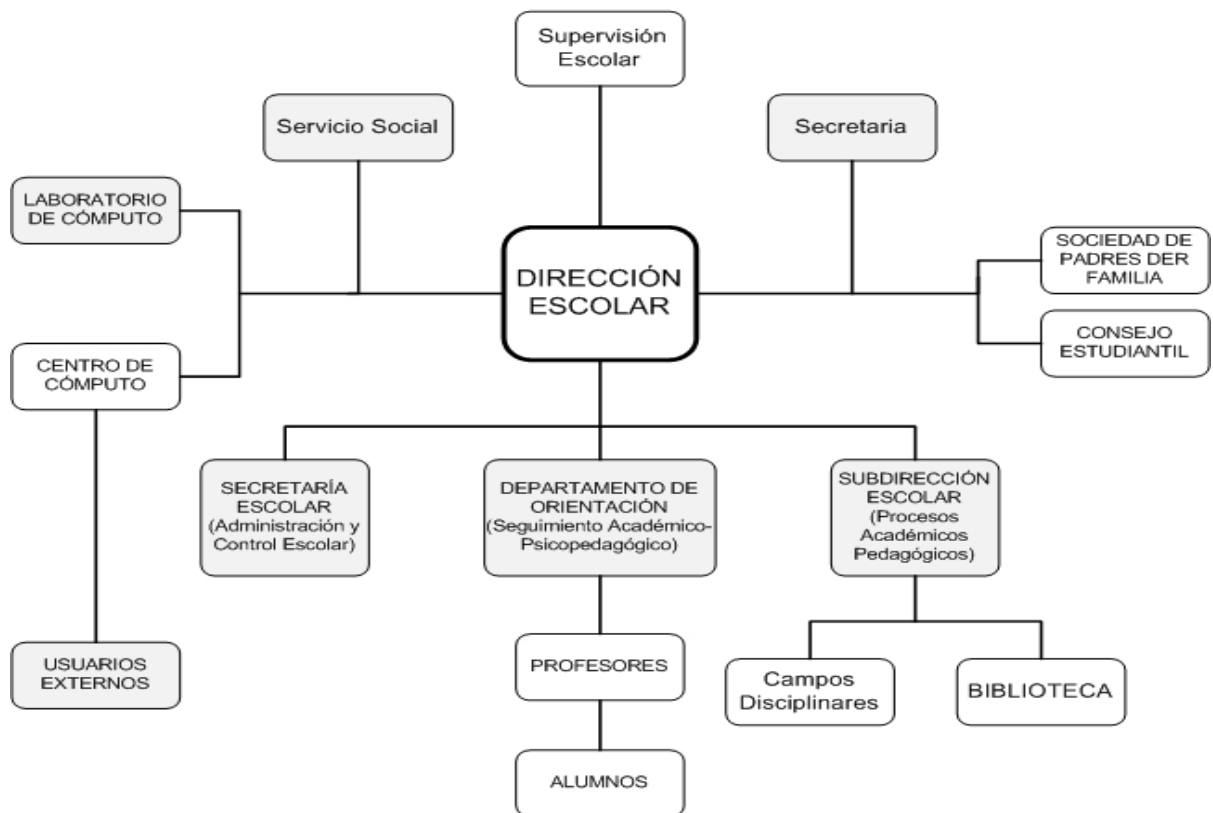 Supervisión
Escolar
Servicio Social
Secretaria
LABORATORIO
DE CÓMPUTO
DIRECCIÓN
ESCOLAR
SOCIEDAD DE
PADRES DER
FAMILIA
CONSEJO
ESTUDIANTIL
CENTRO DE
CÓMPUTO
SECRETARÍA
ESCOLAR
(Administración y
Control Escolar)
DEPARTAMENTO DE
ORIENTACIÓN
(Seguimiento Académico-
Psicopedagógico)
SUBDIRECCIÓN
ESCOLAR
(Procesos
Académicos
Pedagógicos)
USUARIOS
EXTERNOS
PROFESORES
Campos
Disciplinares
BIBLIOTECA
ALUMNOS